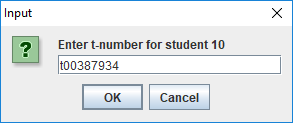 Input
Enter t-number for student 10
t00387934
OK
Cancel